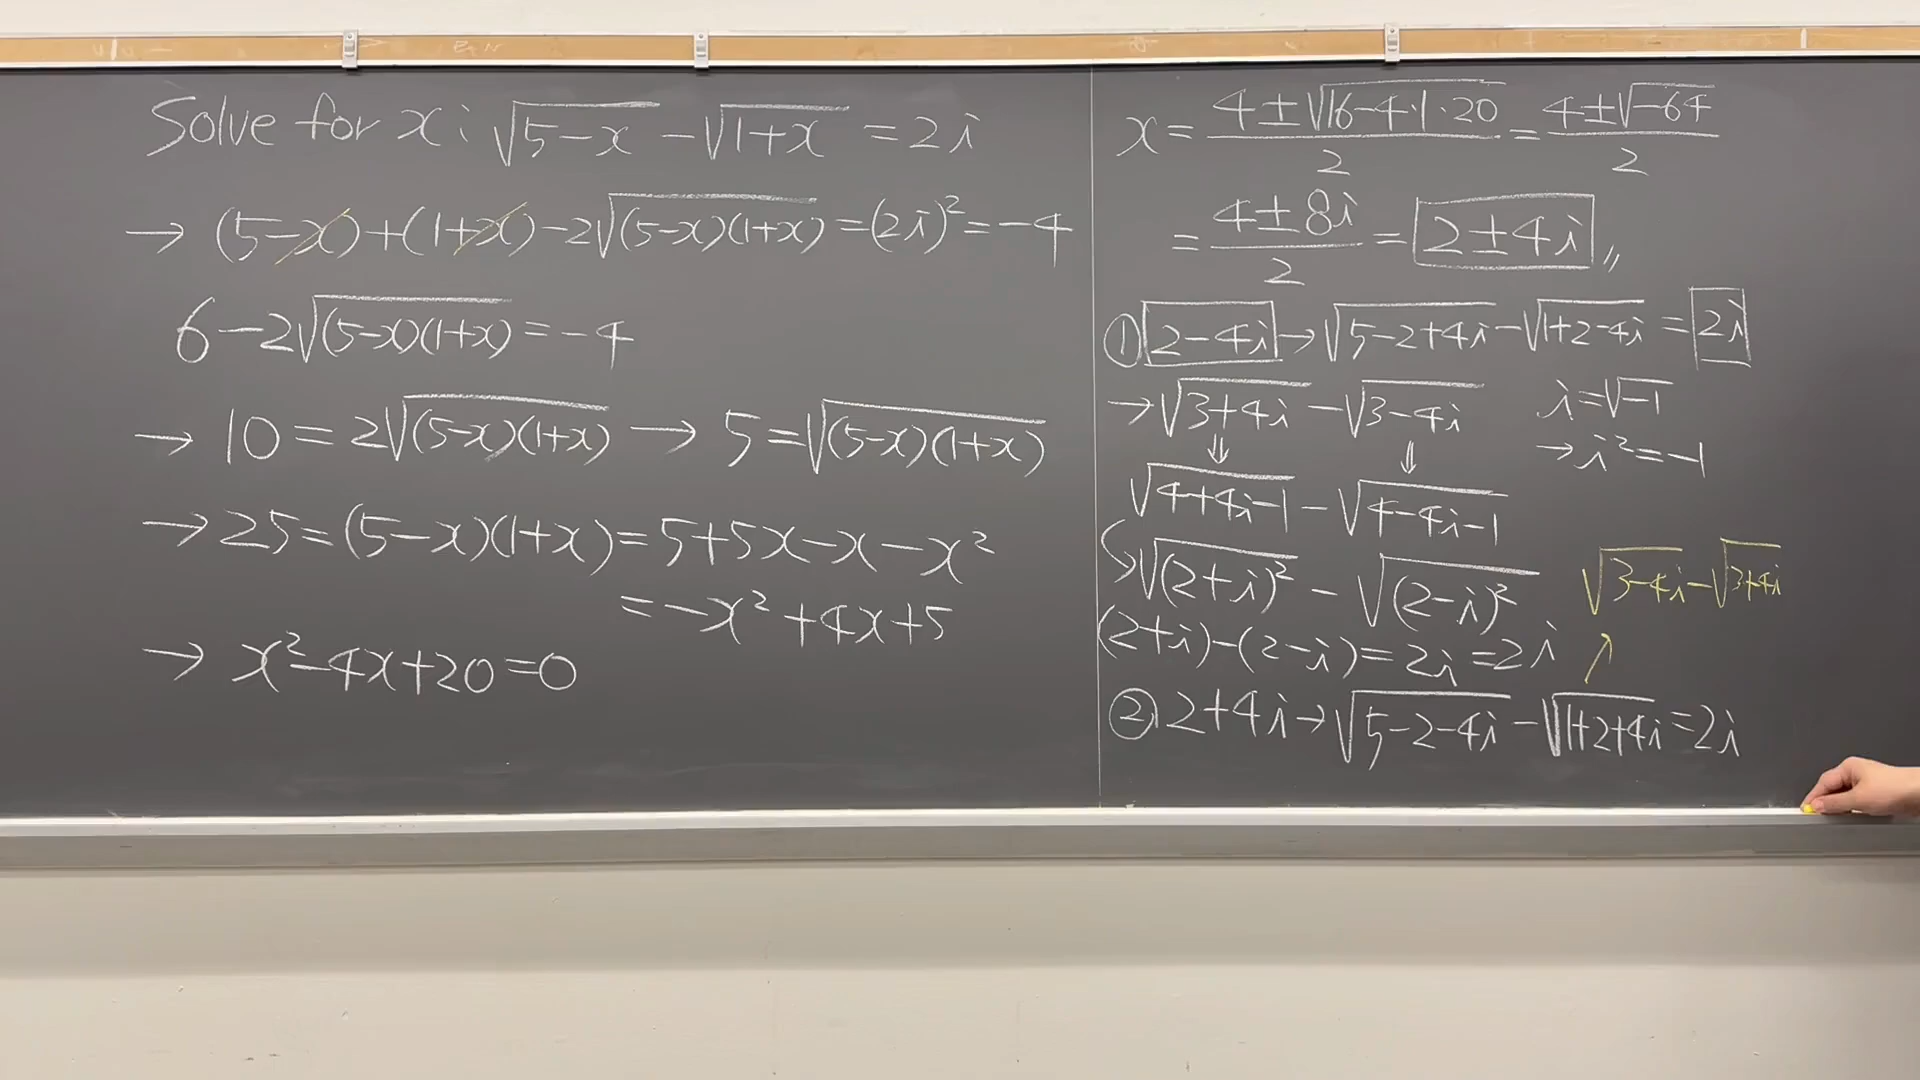 Solve for x: √(5-x) - √(1+x) = 2i
→ (5-x)+(1+x)-2√((5-x)(1+x)) = (2i)² = -4
6-2√((5-x)(1+x)) = -4
→ 10 = 2√((5-x)(1+x)) → 5 = √((5-x)(1+x))
→ 25 = (5-x)(1+x) = 5+5x-x-x²
= -x²+4x+5
→ x²-4x+20=0
x = (4±√(16-4·1·20))/2 = (4±√(-64))/2
= (4±8i)/2 = 2±4i
① 2-4i → √(5-2+4i) - √(1+2-4i) = 2i
→ √(3+4i) - √(3-4i)
i = √-1
→ i² = -1
⇓ ⇓
√(4+4i-1) - √(4-4i-1)
√((2+i)²) - √((2-i)²)
√(3-4i) - √(3+4i)
(2+i)-(2-i) = 2i = 2i
↗
② 2+4i → √(5-2-4i) - √(1+2+4i) = 2i